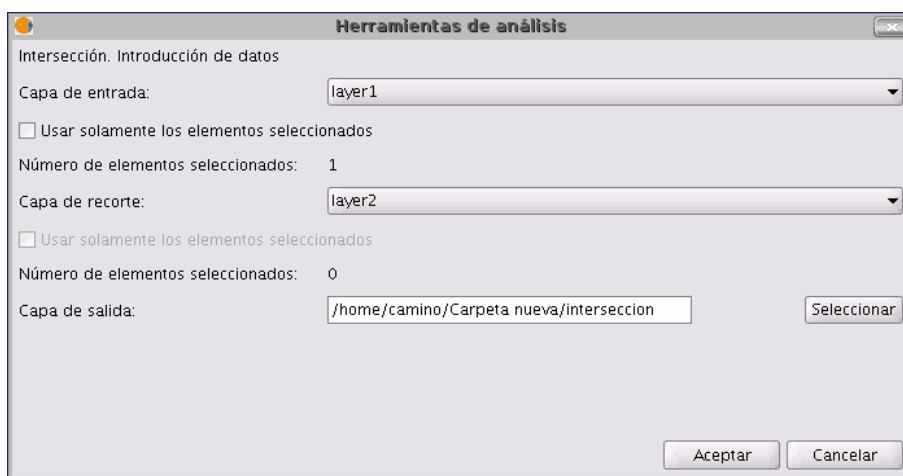 Herramientas de análisis
Intersección. Introducción de datos
Capa de entrada: layer1
Usar solamente los elementos seleccionados
Número de elementos seleccionados: 1
Capa de recorte: layer2
Usar solamente los elementos seleccionados
Número de elementos seleccionados: 0
Capa de salida: /home/camino/Carpeta nueva/interseccion Seleccionar
Aceptar Cancelar